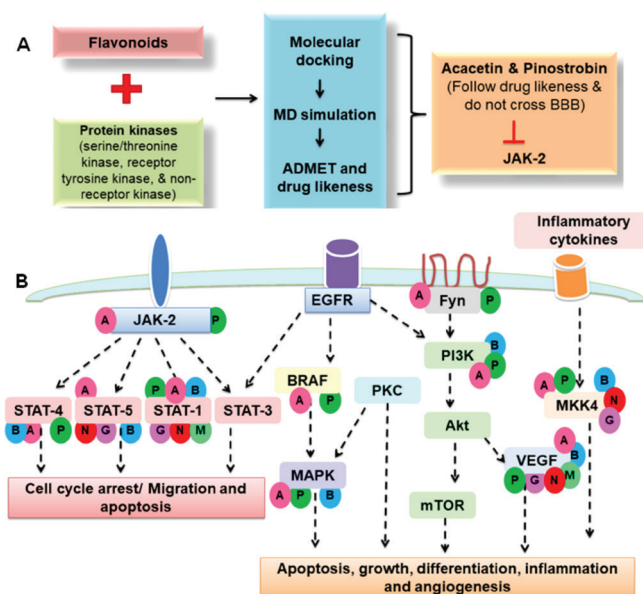 A
Flavonoids
Protein kinases
(serine/threonine
kinase, receptor
tyrosine kinase, & non-
receptor kinase)
Molecular
docking
MD simulation
ADMET and
drug likeness
Acacetin & Pinostrobin
(Follow drug likeness &
do not cross BBB)
JAK-2
B
Inflammatory
cytokines
A JAK-2 P
EGFR
A Fyn P
PI3K B
A P
BRAF
A P
PKC
A P B
MKK4 N
G
P A B
A
STAT-4 STAT-5 STAT-1 STAT-3
B A P N G B G N M
Akt
A
VEGF B
P G N M
MAPK
A P B
mTOR
Cell cycle arrest/ Migration and
apoptosis
Apoptosis, growth, differentiation, inflammation
and angiogenesis